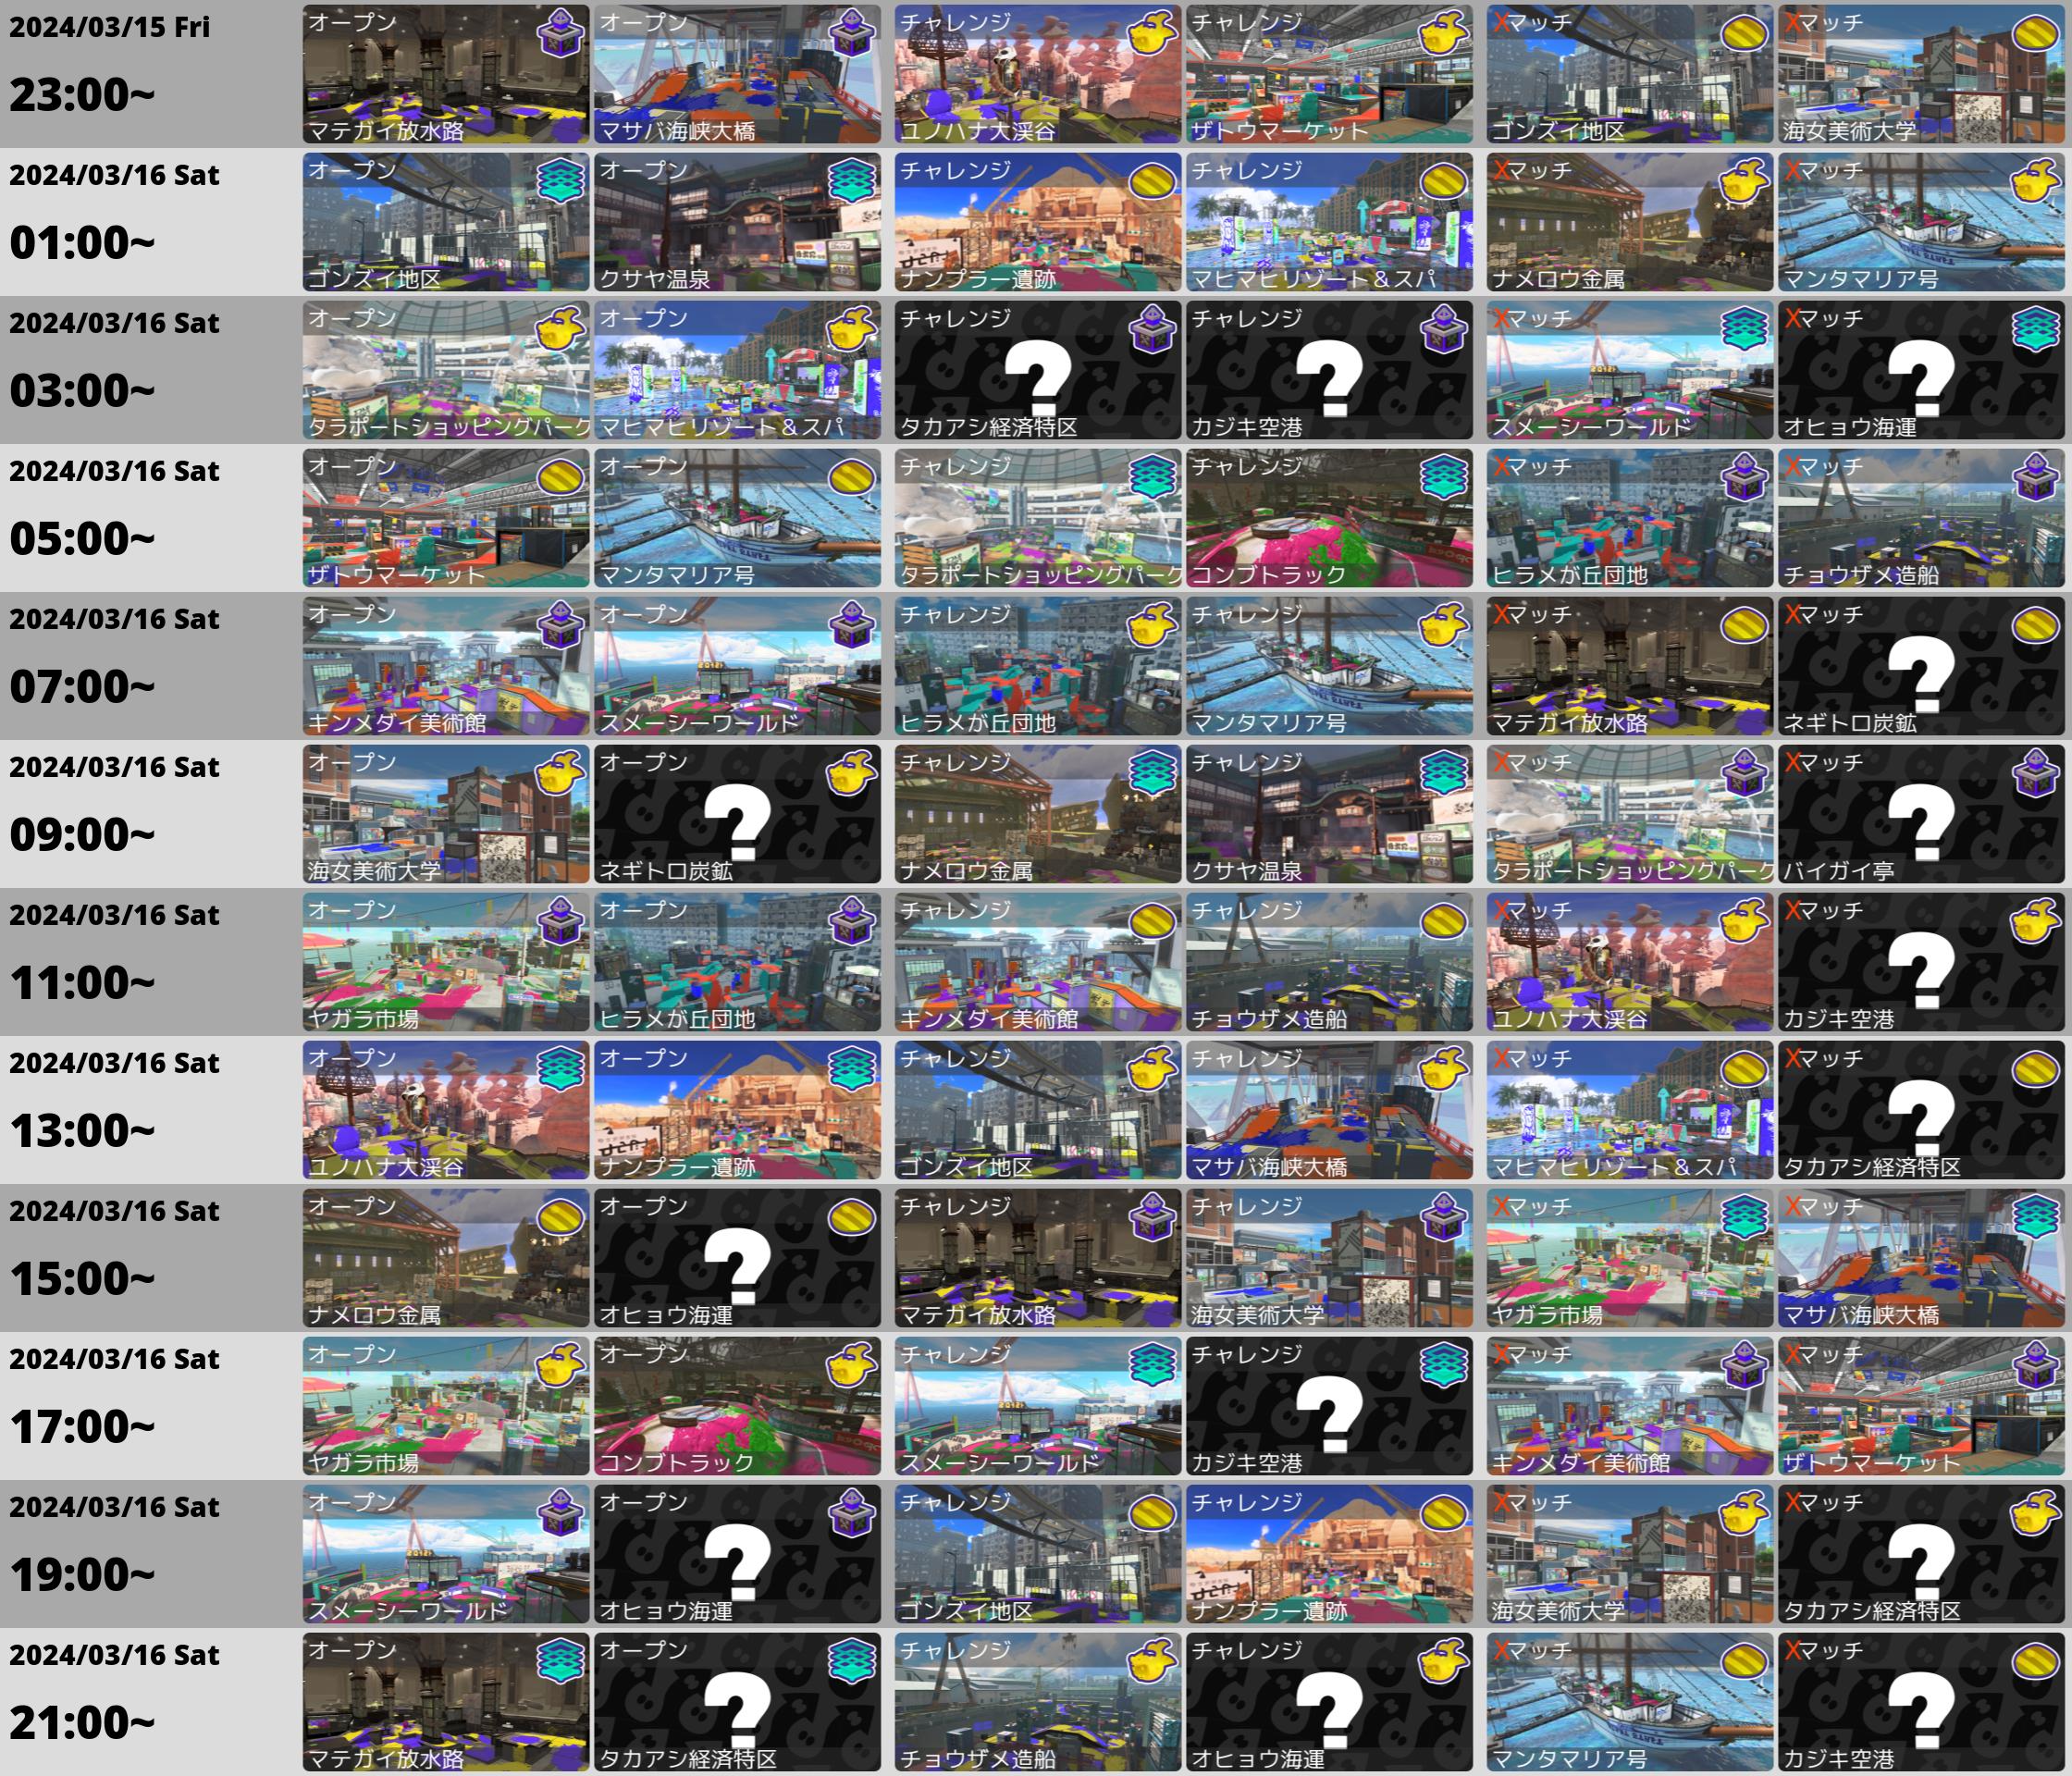 2024/03/15 Fri
23:00~
オープン オープン チャレンジ チャレンジ Xマッチ Xマッチ
マテガイ放水路 マサバ海峡大橋 ユノハナ大渓谷 ザトウマーケット ゴンズイ地区 海女美術大学
2024/03/16 Sat
01:00~
オープン オープン チャレンジ チャレンジ Xマッチ Xマッチ
ゴンズイ地区 クサヤ温泉 ナンプラー遺跡 マヒマヒリゾート＆スパ ナメロウ金属 マンタマリア号
2024/03/16 Sat
03:00~
オープン オープン チャレンジ チャレンジ Xマッチ Xマッチ
タラポートショッピングパーク マヒマヒリゾート＆スパ タカアシ経済特区 カジキ空港 スメーシーワールド オヒョウ海運
2024/03/16 Sat
05:00~
オープン オープン チャレンジ チャレンジ Xマッチ Xマッチ
ザトウマーケット マンタマリア号 タラポートショッピングパーク コンブトラック ヒラメが丘団地 チョウザメ造船
2024/03/16 Sat
07:00~
オープン オープン チャレンジ チャレンジ Xマッチ Xマッチ
キンメダイ美術館 スメーシーワールド ヒラメが丘団地 マンタマリア号 マテガイ放水路 ネギトロ炭鉱
2024/03/16 Sat
09:00~
オープン オープン チャレンジ チャレンジ Xマッチ Xマッチ
海女美術大学 ネギトロ炭鉱 ナメロウ金属 クサヤ温泉 タラポートショッピングパーク バイガイ亭
2024/03/16 Sat
11:00~
オープン オープン チャレンジ チャレンジ Xマッチ Xマッチ
ヤガラ市場 ヒラメが丘団地 キンメダイ美術館 チョウザメ造船 ユノハナ大渓谷 カジキ空港
2024/03/16 Sat
13:00~
オープン オープン チャレンジ チャレンジ Xマッチ Xマッチ
ユノハナ大渓谷 ナンプラー遺跡 ゴンズイ地区 マサバ海峡大橋 マヒマヒリゾート＆スパ タカアシ経済特区
2024/03/16 Sat
15:00~
オープン オープン チャレンジ チャレンジ Xマッチ Xマッチ
ナメロウ金属 オヒョウ海運 マテガイ放水路 海女美術大学 ヤガラ市場 マサバ海峡大橋
2024/03/16 Sat
17:00~
オープン オープン チャレンジ チャレンジ Xマッチ Xマッチ
ヤガラ市場 コンブトラック スメーシーワールド カジキ空港 キンメダイ美術館 ザトウマーケット
2024/03/16 Sat
19:00~
オープン オープン チャレンジ チャレンジ Xマッチ Xマッチ
スメーシーワールド オヒョウ海運 ゴンズイ地区 ナンプラー遺跡 海女美術大学 タカアシ経済特区
2024/03/16 Sat
21:00~
オープン オープン チャレンジ チャレンジ Xマッチ Xマッチ
マテガイ放水路 タカアシ経済特区 チョウザメ造船 オヒョウ海運 マンタマリア号 カジキ空港